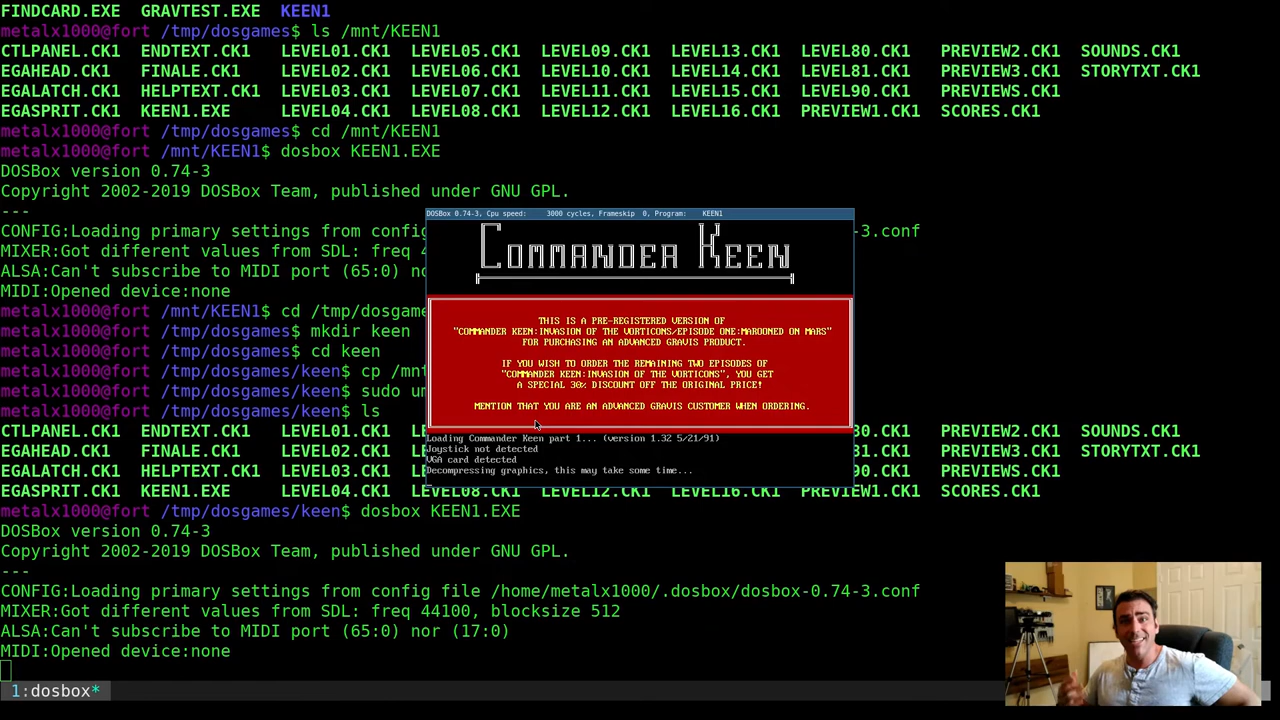 FINDCARD.EXE GRAVTEST.EXE KEEN1
metalx1000@fort /tmp/dosgames$ ls /mnt/KEEN1
CTLPANEL.CK1 ENDTEXT.CK1 LEVEL01.CK1 LEVEL05.CK1 LEVEL09.CK1 LEVEL13.CK1 LEVEL80.CK1 PREVIEW2.CK1 SOUNDS.CK1
EGAHEAD.CK1 FINALE.CK1 LEVEL02.CK1 LEVEL06.CK1 LEVEL10.CK1 LEVEL14.CK1 LEVEL81.CK1 PREVIEW3.CK1 STORYTXT.CK1
EGALATCH.CK1 HELPTEXT.CK1 LEVEL03.CK1 LEVEL07.CK1 LEVEL11.CK1 LEVEL15.CK1 LEVEL90.CK1 PREVIEWS.CK1
EGASPRIT.CK1 KEEN1.EXE LEVEL04.CK1 LEVEL08.CK1 LEVEL12.CK1 LEVEL16.CK1 PREVIEW1.CK1 SCORES.CK1
metalx1000@fort /tmp/dosgames$ cd /mnt/KEEN1
metalx1000@fort /mnt/KEEN1$ dosbox KEEN1.EXE
DOSBox version 0.74-3
Copyright 2002-2019 DOSBox Team, published under GNU GPL.
---
CONFIG:Loading primary settings from config -3.conf
MIXER:Got different values from SDL: freq 4
ALSA:Can't subscribe to MIDI port (65:0) nor
MIDI:Opened device:none
metalx1000@fort /mnt/KEEN1$ cd /tmp/dosgame
metalx1000@fort /tmp/dosgames$ mkdir keen
metalx1000@fort /tmp/dosgames$ cd keen
metalx1000@fort /tmp/dosgames/keen$ cp /mn
metalx1000@fort /tmp/dosgames/keen$ sudo um
metalx1000@fort /tmp/dosgames/keen$ ls
CTLPANEL.CK1 ENDTEXT.CK1 80.CK1 PREVIEW2.CK1 SOUNDS.CK1
EGAHEAD.CK1 FINALE.CK1 81.CK1 PREVIEW3.CK1 STORYTXT.CK1
EGALATCH.CK1 HELPTEXT.CK1 90.CK1 PREVIEWS.CK1
EGASPRIT.CK1 KEEN1.EXE LEVEL04.CK1 LEVEL08.CK1 LEVEL12.CK1 LEVEL16.CK1 PREVIEW1.CK1 SCORES.CK1
metalx1000@fort /tmp/dosgames/keen$ dosbox KEEN1.EXE
DOSBox version 0.74-3
Copyright 2002-2019 DOSBox Team, published under GNU GPL.
---
CONFIG:Loading primary settings from config file /home/metalx1000/.dosbox/dosbox-0.74-3.conf
MIXER:Got different values from SDL: freq 44100, blocksize 512
ALSA:Can't subscribe to MIDI port (65:0) nor (17:0)
MIDI:Opened device:none
1:dosbox*
DOSBox 0.74-3, Cpu speed: 3000 cycles, Frameskip 0, Program: KEEN1
COMMANDER KEEN
THIS IS A PRE-REGISTERED VERSION OF
"COMMANDER KEEN:INVASION OF THE VORTICONS/EPISODE ONE:MAROONED ON MARS"
FOR PURCHASING AN ADVANCED GRAVIS PRODUCT.
IF YOU WISH TO ORDER THE REMAINING TWO EPISODES OF
"COMMANDER KEEN:INVASION OF THE VORTICONS", YOU GET
A SPECIAL 30% DISCOUNT OFF THE ORIGINAL PRICE!
MENTION THAT YOU ARE AN ADVANCED GRAVIS CUSTOMER WHEN ORDERING.
Loading Commander Keen part 1... (version 1.32 5/21/91)
Joystick not detected
VGA card detected
Decompressing graphics, this may take some time...